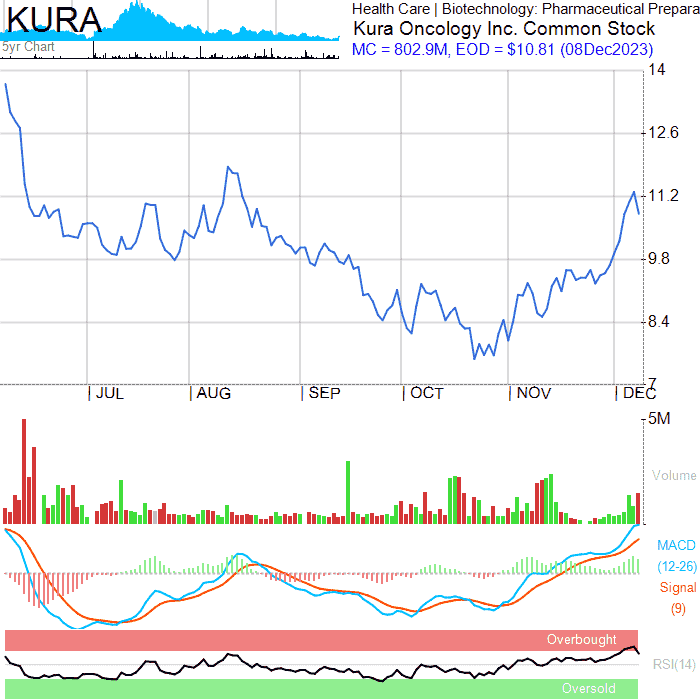 KURA
5yr Chart
Health Care | Biotechnology: Pharmaceutical Prepara
Kura Oncology Inc. Common Stock
MC = 802.9M, EOD = $10.81 (08Dec2023)
14
12.6
11.2
9.8
8.4
7
JUL AUG SEP OCT NOV DEC
5M
Volume
MACD
(12-26)
Signal
(9)
Overbought
RSI(14)
Oversold